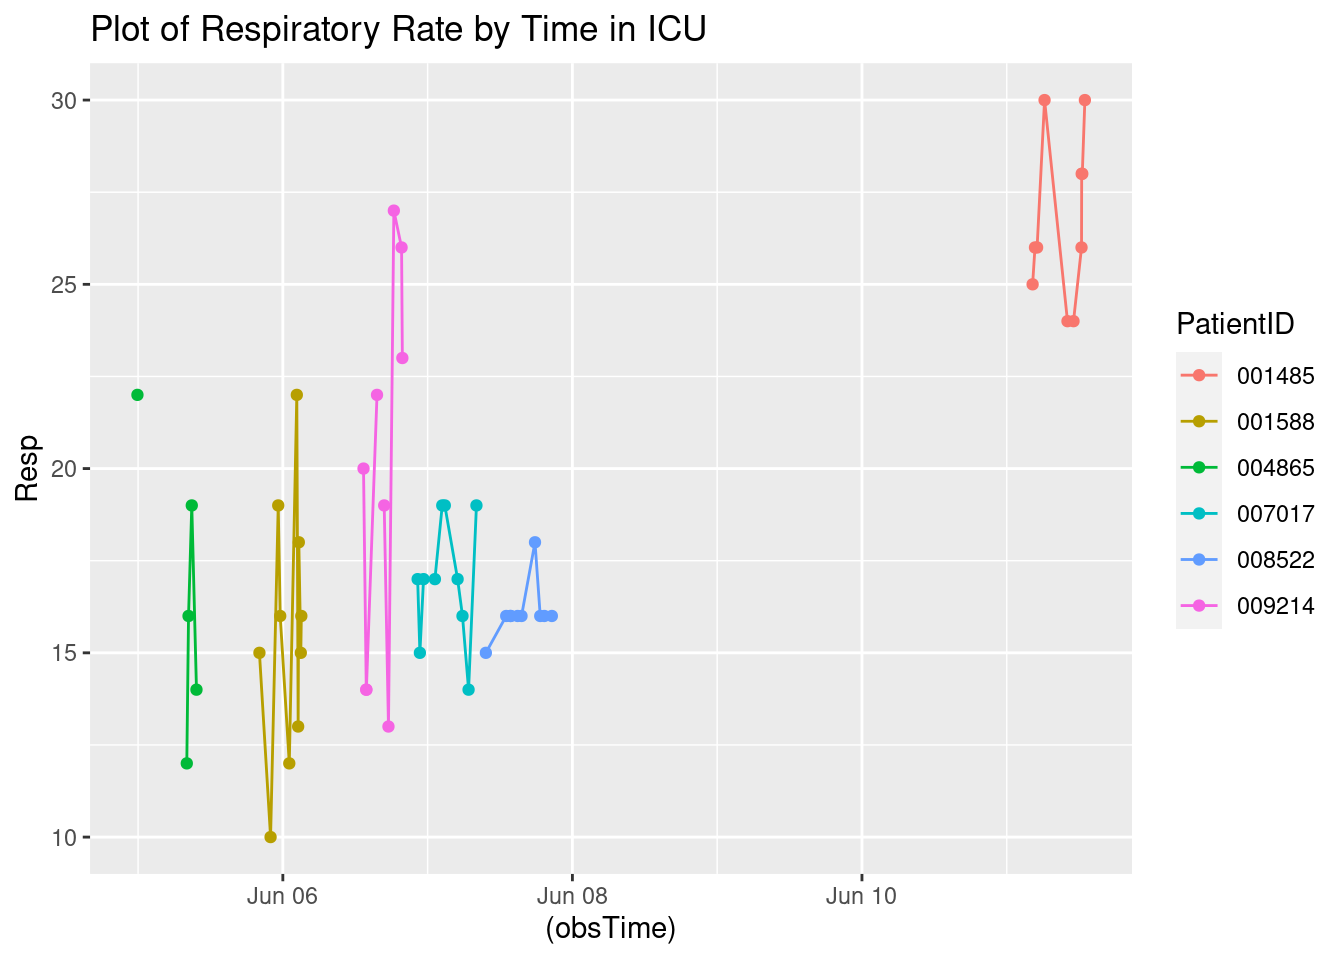 Plot of Respiratory Rate by Time in ICU
30
25
20
15
10
Resp
Jun 06
Jun 08
Jun 10
(obsTime)
PatientID
001485
001588
004865
007017
008522
009214